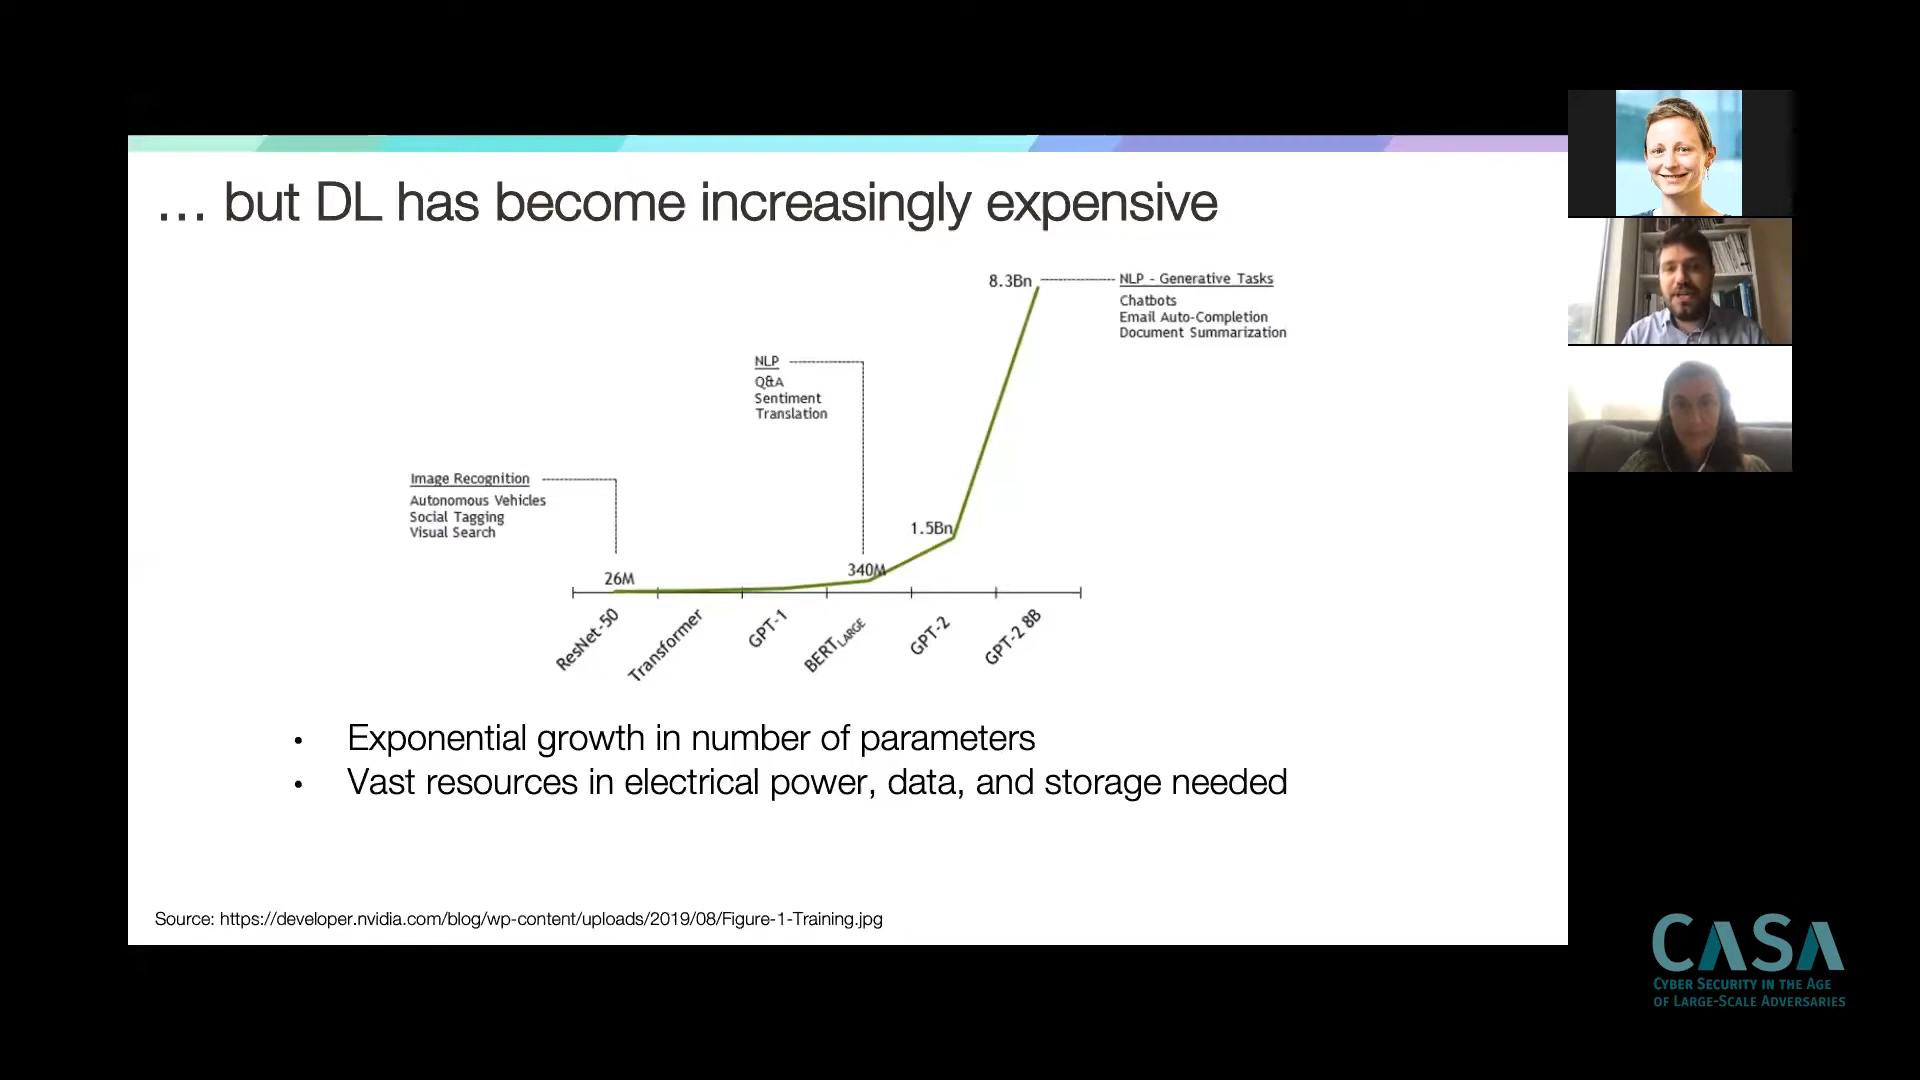 … but DL has become increasingly expensive
8.3Bn
NLP - Generative Tasks
Chatbots
Email Auto-Completion
Document Summarization
NLP
Q&A
Sentiment
Translation
1.5Bn
Image Recognition
Autonomous Vehicles
Social Tagging
Visual Search
340M
26M
ResNet-50
Transformer
GPT-1
BERTLARGE
GPT-2
GPT-2 8B
• Exponential growth in number of parameters
• Vast resources in electrical power, data, and storage needed
Source: https://developer.nvidia.com/blog/wp-content/uploads/2019/08/Figure-1-Training.jpg
CASA
Cyber Security in the Age
of Large-Scale Adversaries